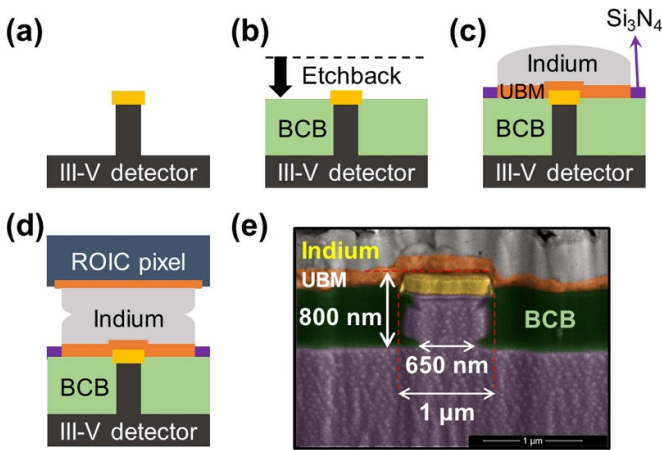 (a)
III-V detector
(b)
Etchback
BCB
III-V detector
(c)
Si3N4
Indium
UBM
BCB
III-V detector
(d)
ROIC pixel
Indium
BCB
III-V detector
(e)
Indium
UBM
800 nm
BCB
650 nm
1 μm
1 μm